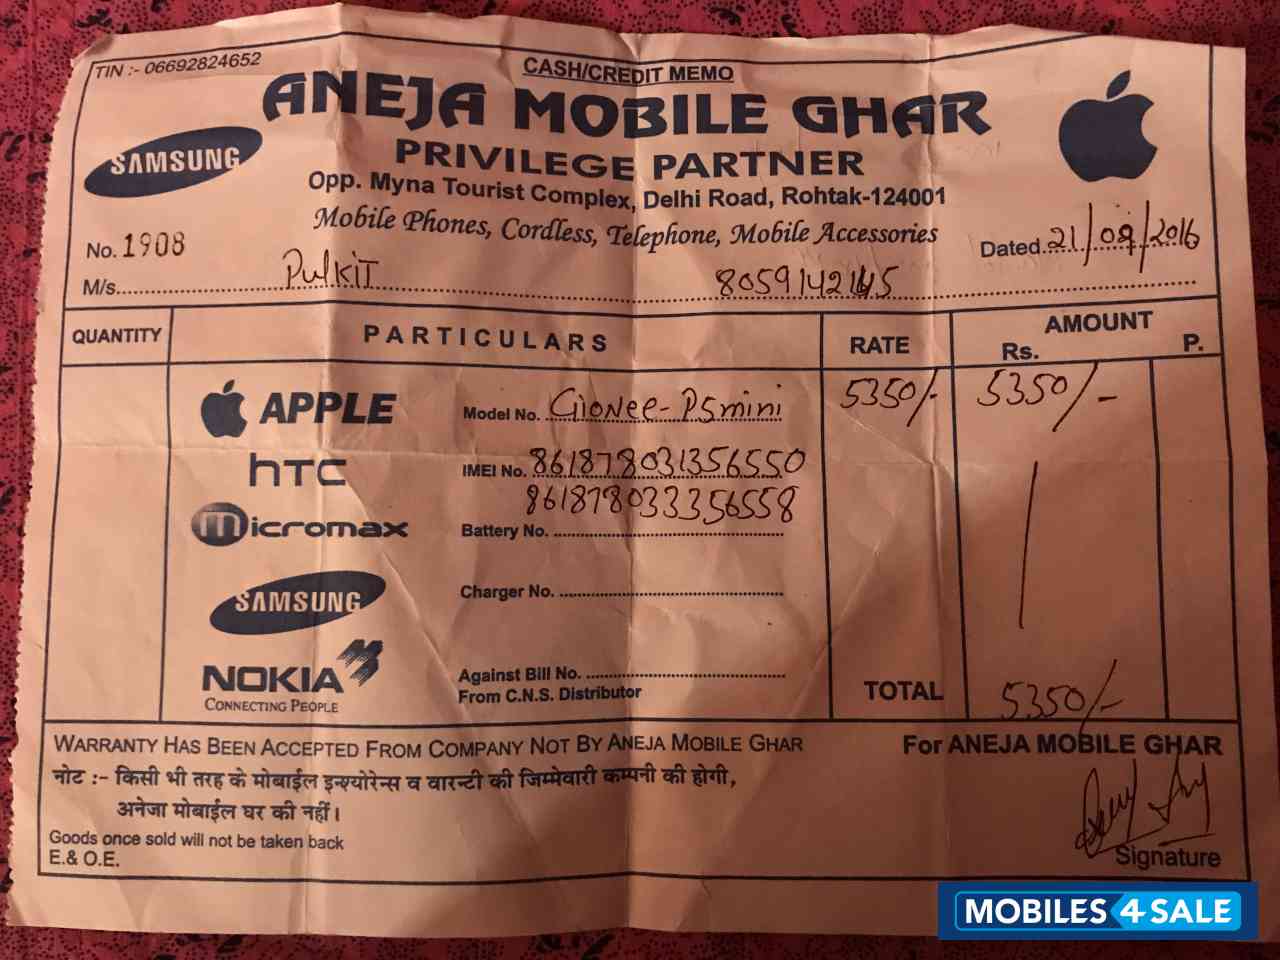 TIN :- 06692824652
CASH/CREDIT MEMO
ANEJA MOBILE GHAR
SAMSUNG
PRIVILEGE PARTNER
Opp. Myna Tourist Complex, Delhi Road, Rohtak-124001
Mobile Phones, Cordless, Telephone, Mobile Accessories
No. 1908
Dated 21/09/2016
M/s. Pulkit 8059142145
QUANTITY PARTICULARS RATE AMOUNT
Rs. P.
APPLE Model No. Gionee-P5mini 5350/- 5350/-
hTC IMEI No. 861878031356550
861878033356558
Micromax Battery No.
SAMSUNG Charger No.
NOKIA Against Bill No.
CONNECTING PEOPLE From C.N.S. Distributor
TOTAL 5350/-
WARRANTY HAS BEEN ACCEPTED FROM COMPANY NOT BY ANEJA MOBILE GHAR
For ANEJA MOBILE GHAR
नोट :- किसी भी तरह के मोबाईल इन्श्योरेन्स व वारन्टी की जिम्मेवारी कम्पनी की होगी,
अनेजा मोबाईल घर की नहीं।
Goods once sold will not be taken back
E.& O.E.
Signature
MOBILES 4 SALE